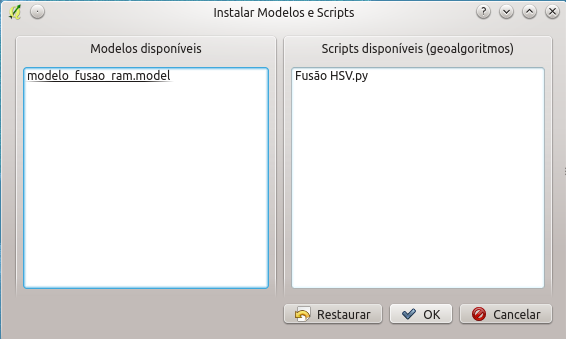 Instalar Modelos e Scripts
Modelos disponíveis
modelo_fusao_ram.model
Scripts disponíveis (geoalgoritmos)
Fusão HSV.py
Restaurar
OK
Cancelar